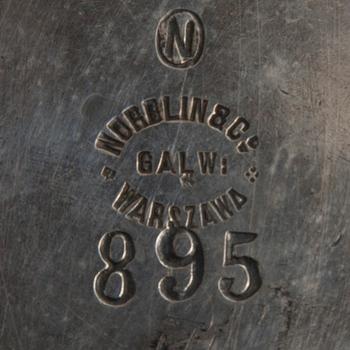 N
NORBLIN & Cº
GALW:
WARSZAWA
895